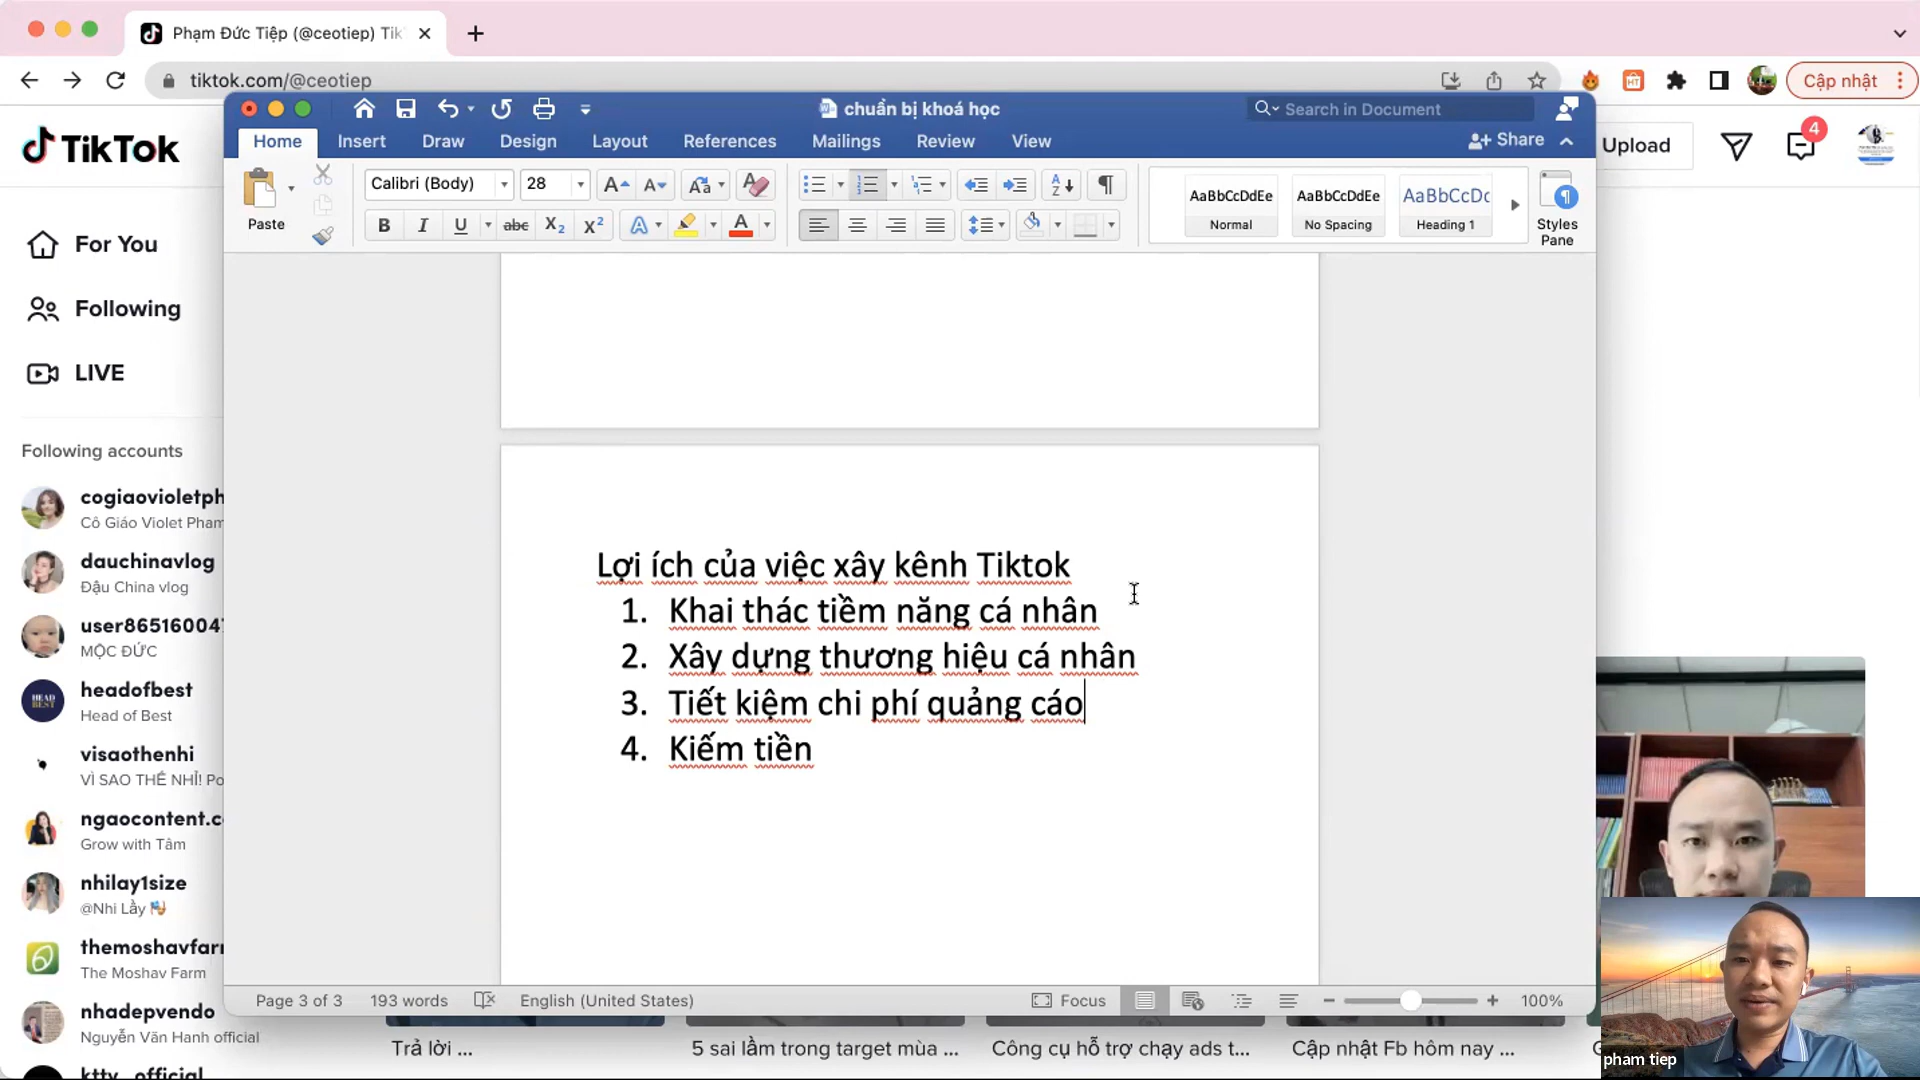 Phạm Đức Tiệp (@ceotiep) Tik
tiktok.com/@ceotiep
Cập nhật
chuẩn bị khoá học
Search in Document
Home Insert Draw Design Layout References Mailings Review View
Share
TikTok
Upload
4
Paste
Calibri (Body)
28
AaBbCcDdEe
Normal
AaBbCcDdEe
No Spacing
AaBbCcDc
Heading 1
Styles
Pane
For You
Following
LIVE
Following accounts
cogiaovioletph
Cô Giáo Violet Pham
dauchinavlog
Đậu China vlog
user86516004
MỘC ĐỨC
headofbest
Head of Best
visaothenhi
VÌ SAO THẾ NHỈ! Po
ngaocontent.c
Grow with Tâm
nhilay1size
@Nhi Lầy
themoshavfarr
The Moshav Farm
nhadepvendo
Nguyễn Văn Hanh official
kttv_official
Lợi ích của việc xây kênh Tiktok
1. Khai thác tiềm năng cá nhân
2. Xây dựng thương hiệu cá nhân
3. Tiết kiệm chi phí quảng cáo
4. Kiếm tiền
Page 3 of 3
193 words
English (United States)
Focus
100%
Trả lời ...
5 sai lầm trong target mùa ...
Công cụ hỗ trợ chạy ads t...
Cập nhật Fb hôm nay ...
pham tiep